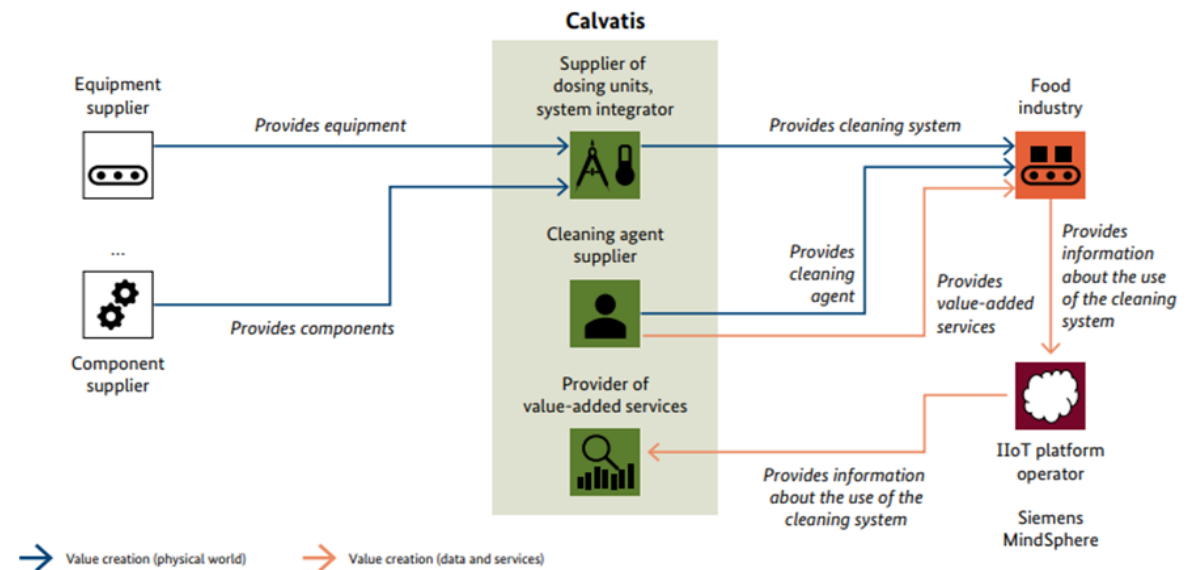 Calvatis
Equipment
supplier
Provides equipment
Supplier of
dosing units,
system integrator
Provides cleaning system
Food
industry
...
Provides components
Component
supplier
Cleaning agent
supplier
Provides
cleaning
agent
Provides
value-added
services
Provides
information
about the use
of the cleaning
system
Provider of
value-added services
Provides information
about the use of the
cleaning system
IIoT platform
operator
Siemens
MindSphere
Value creation (physical world)
Value creation (data and services)